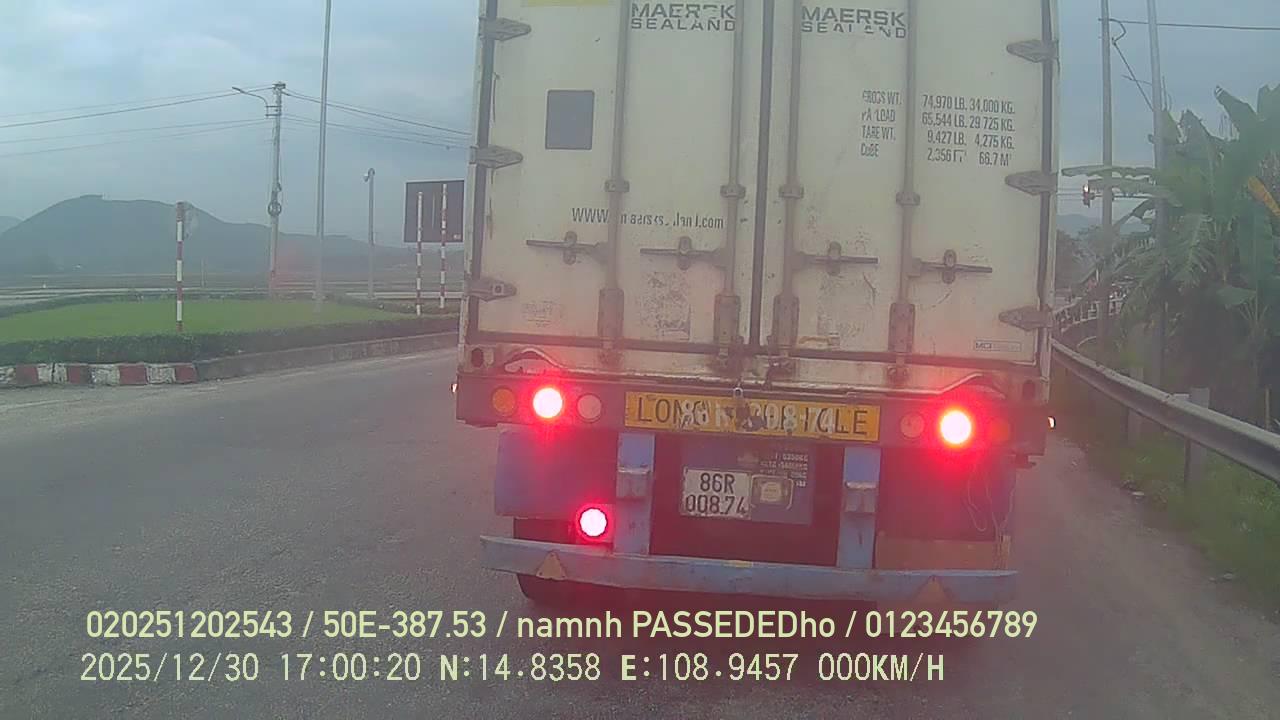 MAERSK
SEALAND
MAERSK
SEALAND
GROSS WT. 74,970 LB. 34,000 KG.
PAYLOAD 65,544 LB. 29 725 KG.
TARE WT. 9.427 LB. 4,275 KG.
CUBE 2,356 FT³ 66.7 M³
LONG VEHICLE
86R
008.74
020251202543 / 50E-387.53 / namnh PASSEDEDho / 0123456789
2025/12/30 17:00:20 N:14.8358 E:108.9457 000KM/H